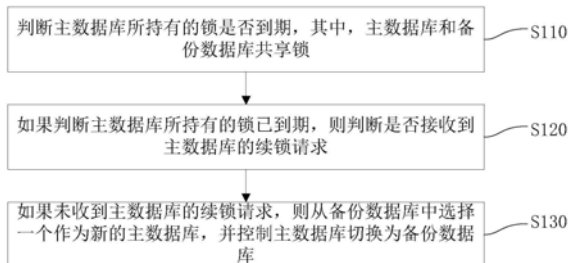 判断主数据库所持有的锁是否到期，其中，主数据库和备
份数据库共享锁
S110
如果判断主数据库所持有的锁已到期，则判断是否接收到
主数据库的续锁请求
S120
如果未收到主数据库的续锁请求，则从备份数据库中选择
一个作为新的主数据库，并控制主数据库切换为备份数据
库
S130